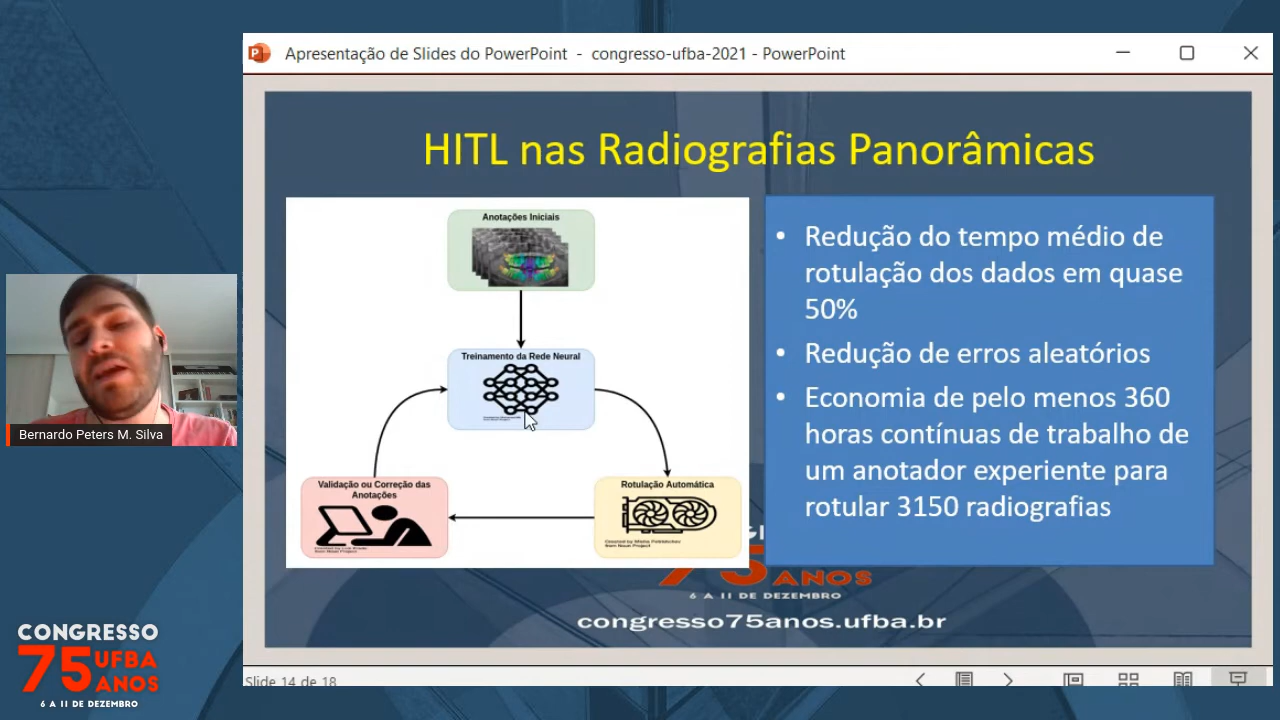 Apresentação de Slides do PowerPoint - congresso-ufba-2021 - PowerPoint
HITL nas Radiografias Panorâmicas
Anotações Iniciais
Treinamento da Rede Neural
Validação ou Correção das
Anotações
Rotulação Automática
• Redução do tempo médio de
rotulação dos dados em quase
50%
• Redução de erros aleatórios
• Economia de pelo menos 360
horas contínuas de trabalho de
um anotador experiente para
rotular 3150 radiografias
75 ANOS
6 A 11 DE DEZEMBRO
congresso75anos.ufba.br
Slide 14 de 18
Bernardo Peters M. Silva
CONGRESSO
75 UFBA
ANOS
6 A 11 DE DEZEMBRO